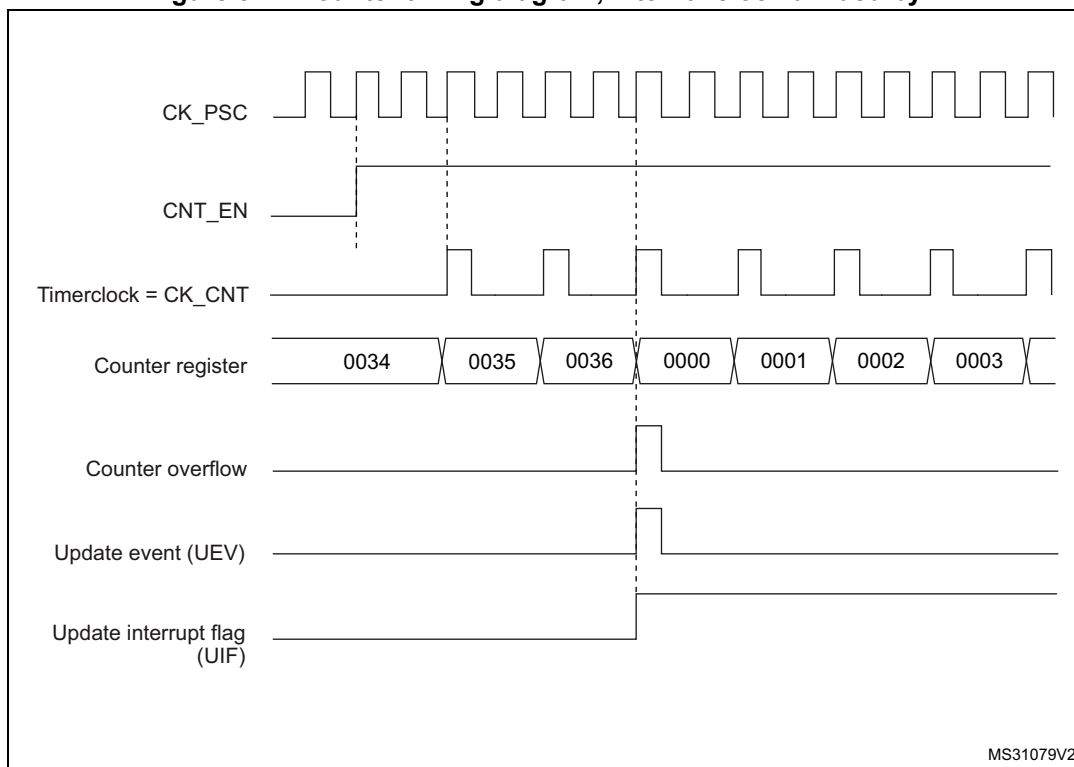 CK_PSC
CNT_EN
Timerclock = CK_CNT
Counter register
0034 0035 0036 0000 0001 0002 0003
Counter overflow
Update event (UEV)
Update interrupt flag
(UIF)
MS31079V2